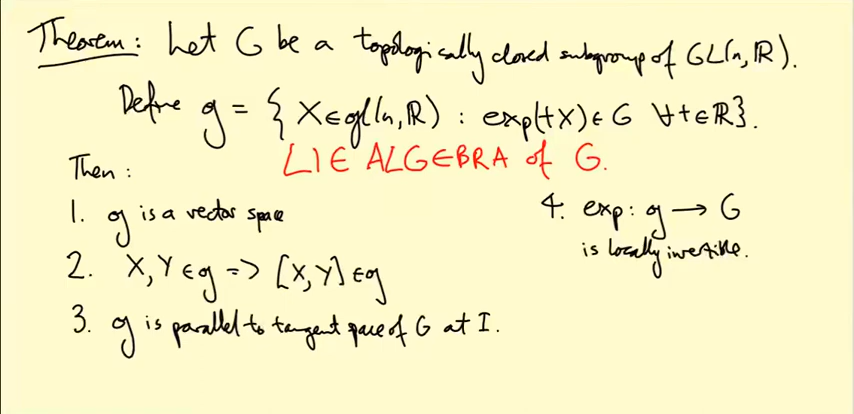 Theorem: Let G be a topologically closed subgroup of GL(n, ℝ).
Define 𝔤 = { X ∈ 𝔤𝔩(n, ℝ) : exp(tX) ∈ G ∀t ∈ ℝ }.
LIE ALGEBRA of G.
Then:
1. 𝔤 is a vector space
2. X, Y ∈ 𝔤 => [X, Y] ∈ 𝔤
3. 𝔤 is parallel to tangent space of G at I.
4. exp: 𝔤 → G
is locally invertible.